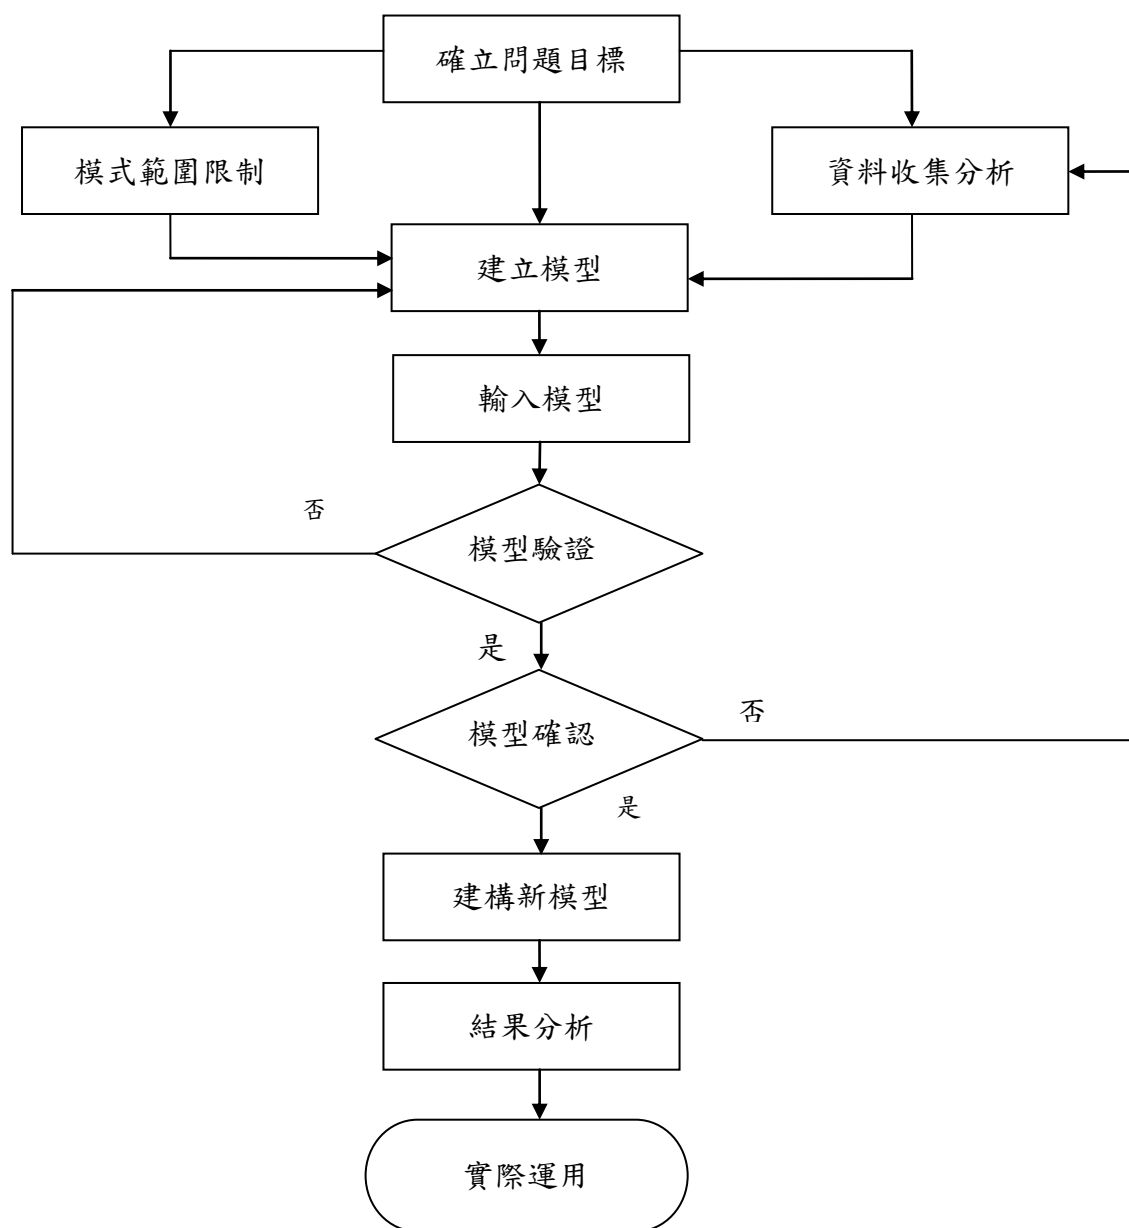 確立問題目標
模式範圍限制
資料收集分析
建立模型
輸入模型
否
模型驗證
是
模型確認
否
是
建構新模型
結果分析
實際運用